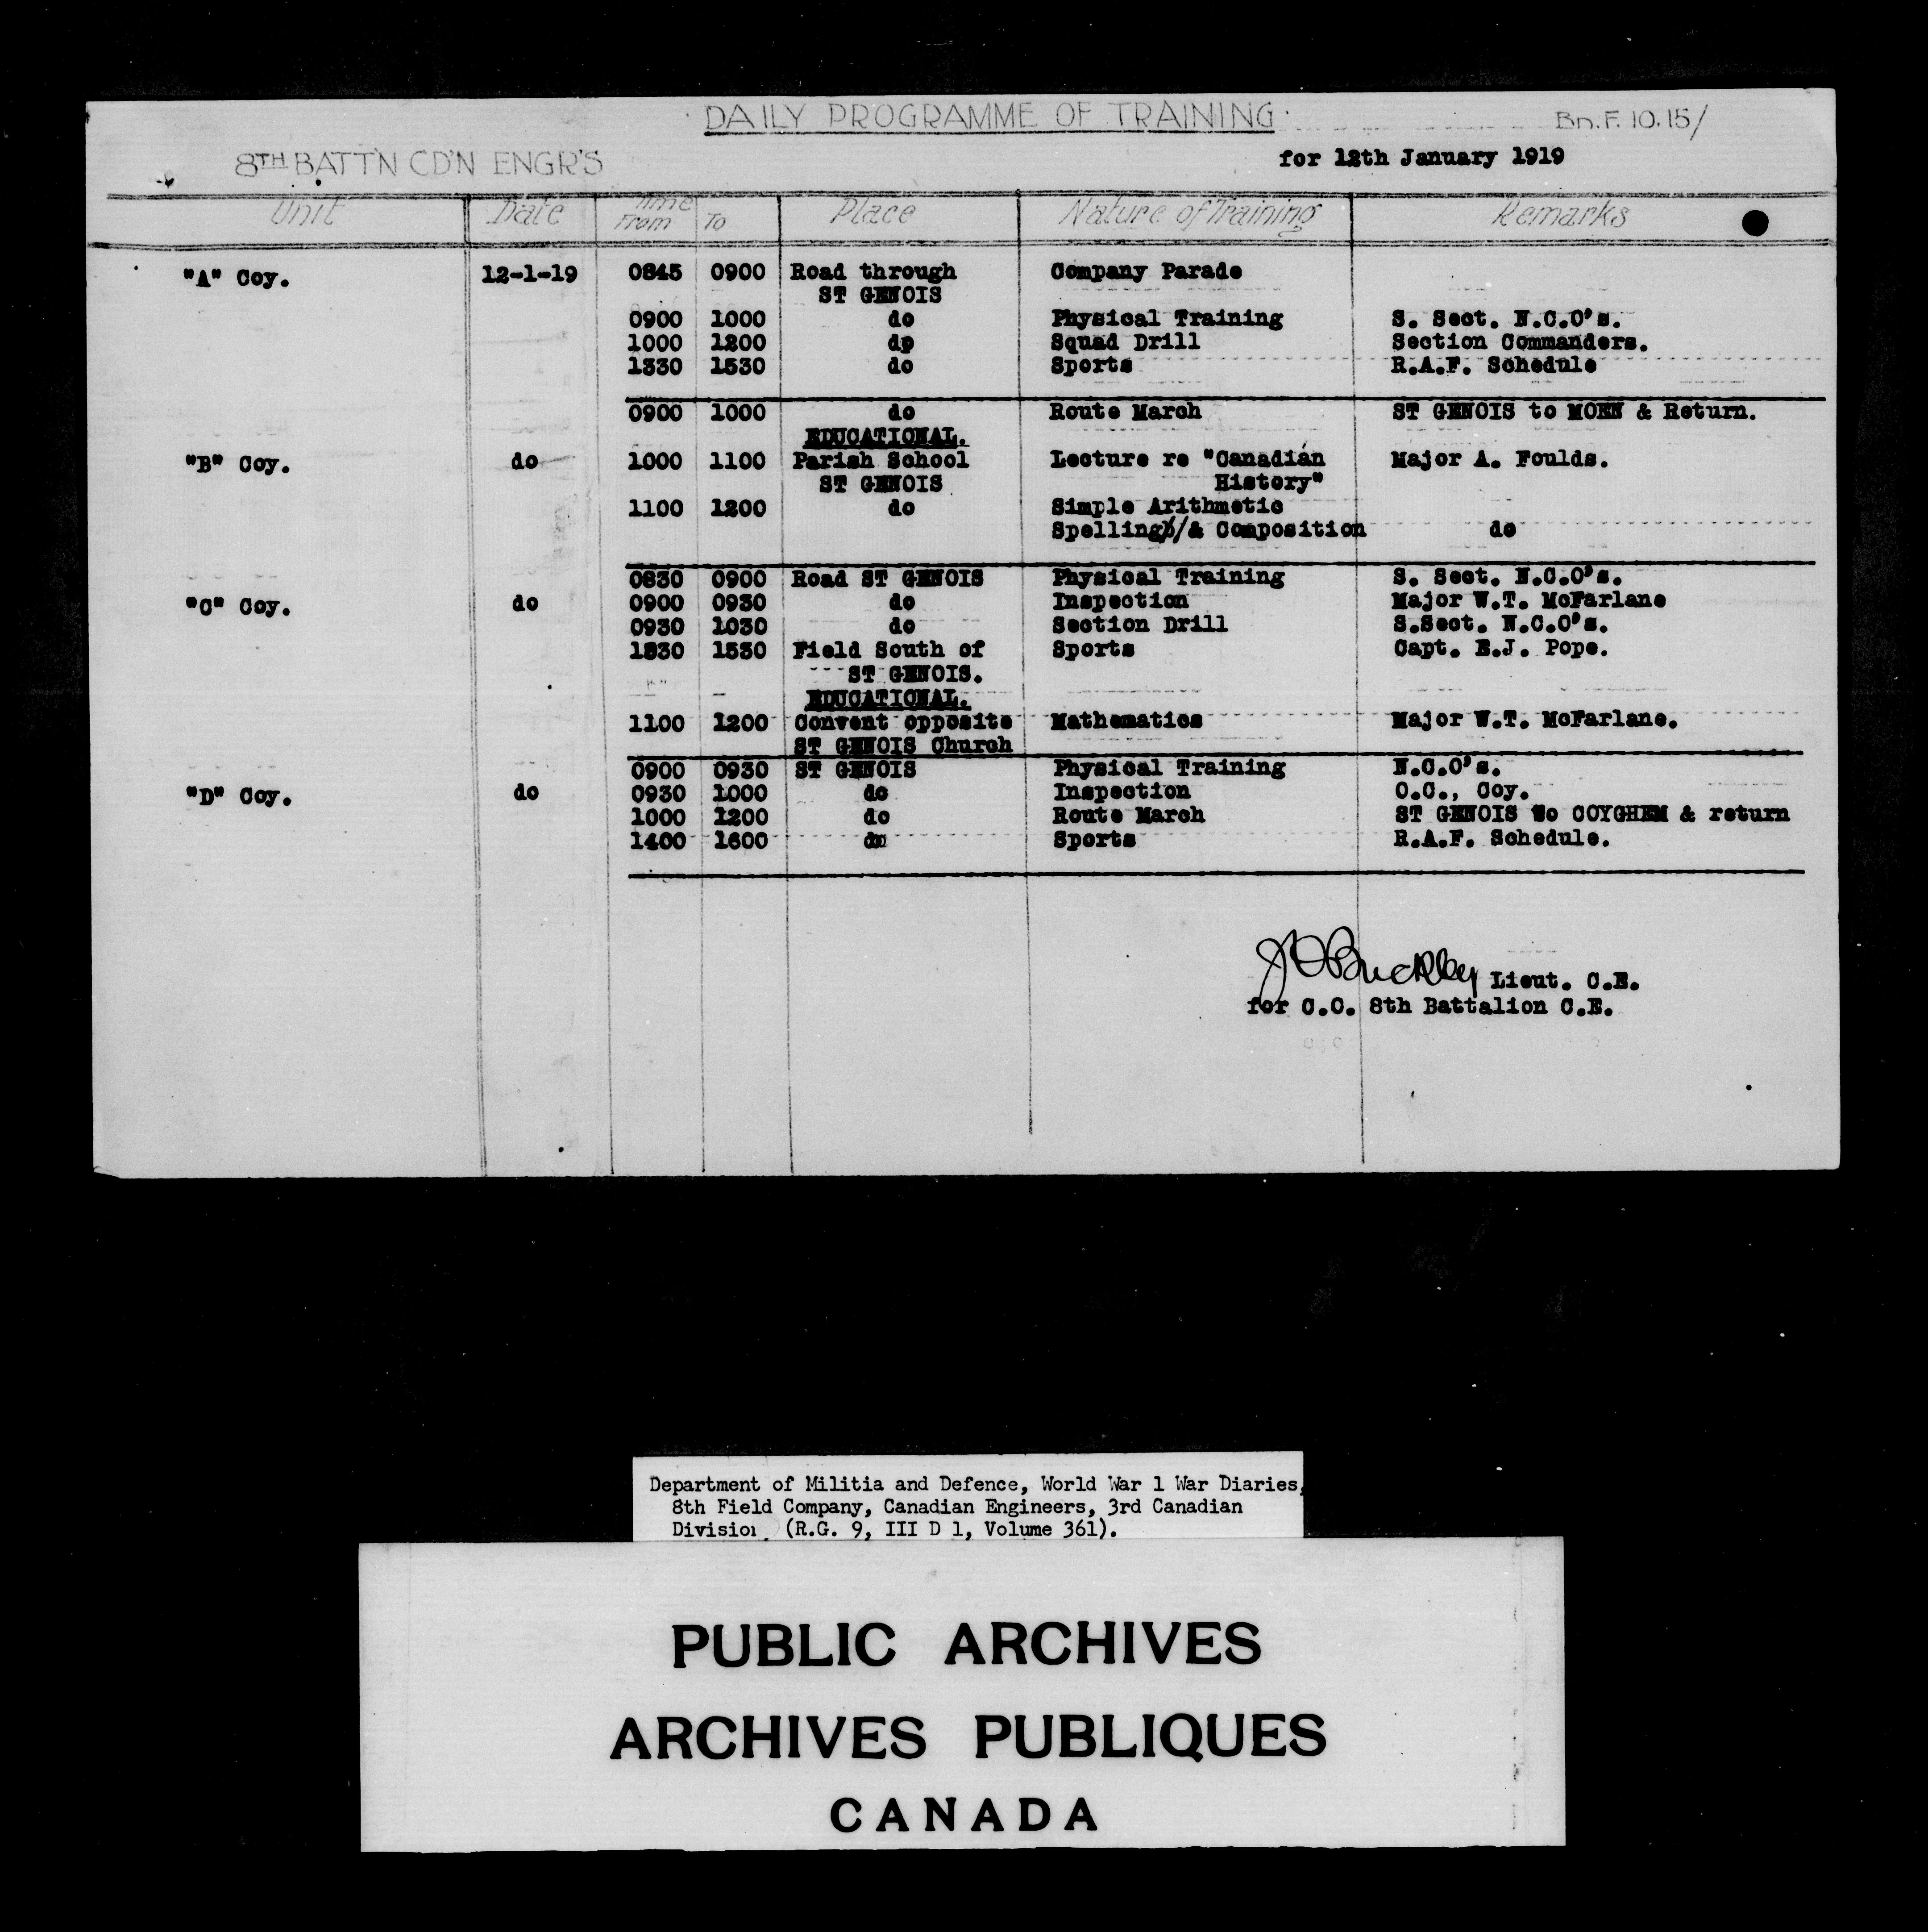 DAILY PROGRAMME OF TRAINING
Bn.F. 10.15/
8TH BATT'N CD'N ENGR'S
for 12th January 1919
Unit Date Time From To Place Nature of Training Remarks
"A" Coy. 12-1-19 0845 0900 Road through Company Parade
ST GENOIS
0900 1000 do Physical Training S. Sect. N.C.O's.
1000 1200 do Squad Drill Section Commanders.
1330 1530 do Sports R.A.F. Schedule
0900 1000 do Route March ST GENOIS to MOEN & Return.
EDUCATIONAL.
"B" Coy. do 1000 1100 Parish School Lecture re "Canadian Major A. Foulds.
ST GENOIS History"
1100 1200 do Simple Arithmetic
Spelling & Composition do
0830 0900 Road ST GENOIS Physical Training S. Sect. N.C.O's.
"C" Coy. do 0900 0930 do Inspection Major W.T. McFarlane
0930 1030 do Section Drill S.Sect. N.C.O's.
1330 1530 Field South of Sports Capt. E.J. Pope.
ST GENOIS.
EDUCATIONAL.
1100 1200 Convent opposite Mathematics Major W.T. McFarlane.
ST GENOIS Church
0900 0930 ST GENOIS Physical Training N.C.O's.
"D" Coy. do 0930 1000 do Inspection O.C., Coy.
1000 1200 do Route March ST GENOIS to COYGHEM & return
1400 1600 do Sports R.A.F. Schedule.
Buckley Lieut. C.E.
for C.O. 8th Battalion C.E.
Department of Militia and Defence, World War 1 War Diaries,
8th Field Company, Canadian Engineers, 3rd Canadian
Division (R.G. 9, III D 1, Volume 361).
PUBLIC ARCHIVES
ARCHIVES PUBLIQUES
CANADA